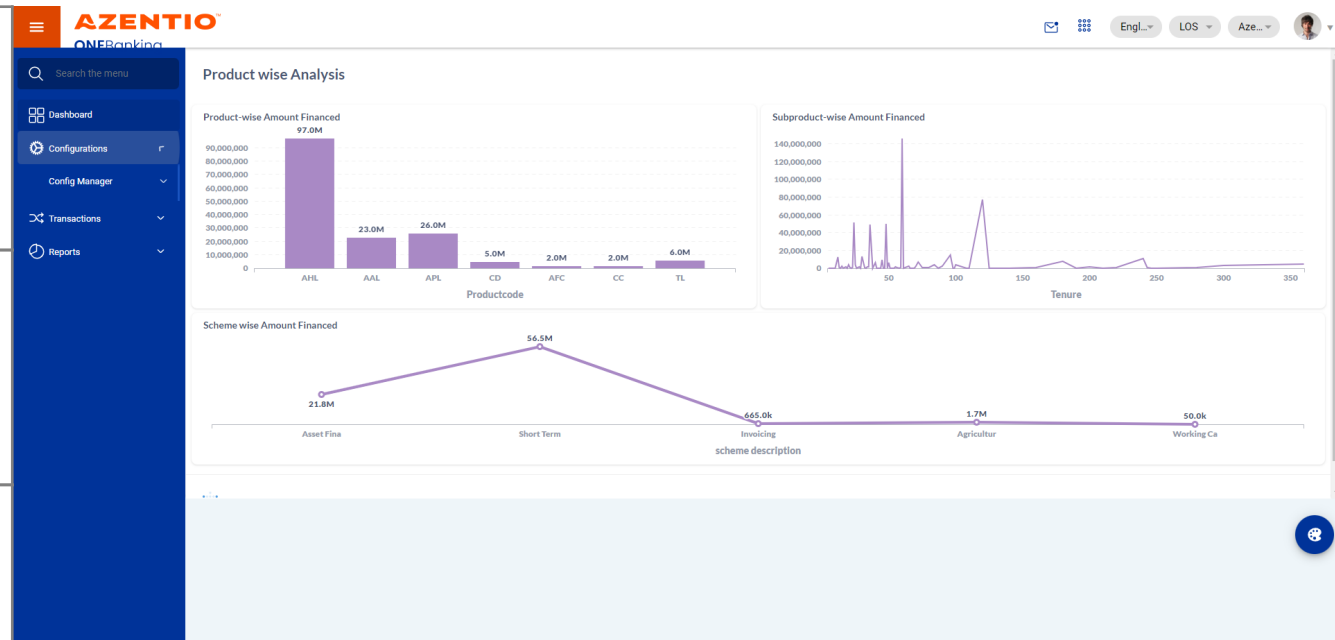 AZENTIO
ONEBanking
Engl...
LOS
Aze...
Search the menu
Dashboard
Configurations
Config Manager
Transactions
Reports
Product wise Analysis
Product-wise Amount Financed
97.0M
90,000,000
80,000,000
70,000,000
60,000,000
50,000,000
40,000,000
30,000,000
20,000,000
10,000,000
0
23.0M
26.0M
5.0M
2.0M
2.0M
6.0M
AHL AAL APL CD AFC CC TL
Productcode
Subproduct-wise Amount Financed
140,000,000
120,000,000
100,000,000
80,000,000
60,000,000
40,000,000
20,000,000
0
50 100 150 200 250 300 350
Tenure
Scheme wise Amount Financed
56.5M
21.8M
665.0k
1.7M
50.0k
Asset Fina Short Term Invoicing Agricultur Working Ca
scheme description